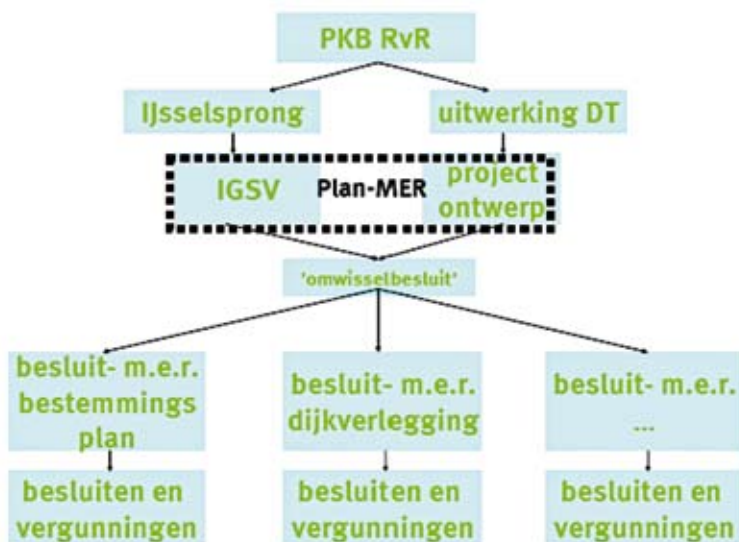 PKB RvR
IJsselsprong
uitwerking DT
IGSV
Plan-MER
project
ontwerp
'omwisselbesluit'
besluit- m.e.r.
bestemmings
plan
besluit- m.e.r.
dijkverlegging
besluit- m.e.r.
...
besluiten en
vergunningen
besluiten en
vergunningen
besluiten en
vergunningen